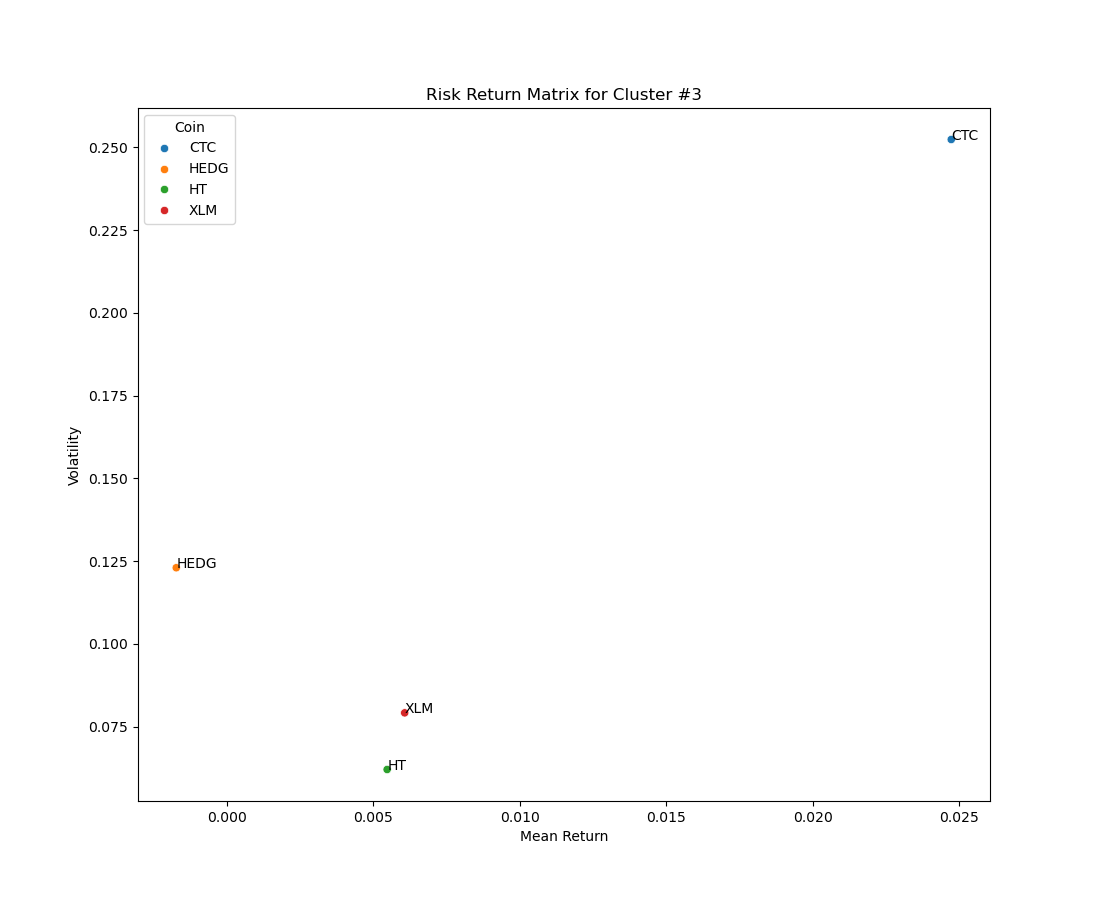 Risk Return Matrix for Cluster #3
Coin
CTC
HEDG
HT
XLM
CTC
HEDG
XLM
HT
0.250
0.225
0.200
0.175
0.150
0.125
0.100
0.075
Volatility
0.000 0.005 0.010 0.015 0.020 0.025
Mean Return